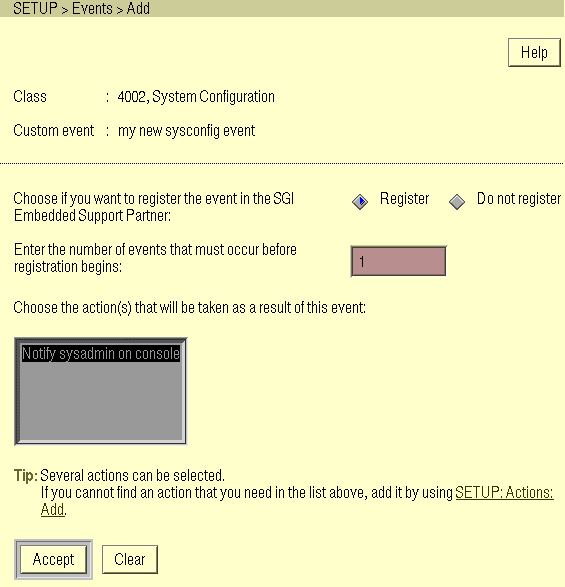 SETUP > Events > Add
Help
Class : 4002, System Configuration
Custom event : my new sysconfig event
Choose if you want to register the event in the SGI Register Do not register
Embedded Support Partner:
Enter the number of events that must occur before
registration begins: 1
Choose the action(s) that will be taken as a result of this event:
Notify sysadmin on console
Tip: Several actions can be selected.
If you cannot find an action that you need in the list above, add it by using SETUP: Actions:
Add.
Accept Clear